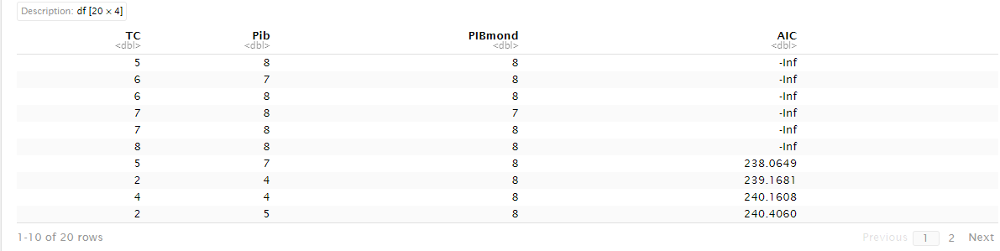 Description: df [20 × 4]
TC Pib PIBmond AIC
<dbl> <dbl> <dbl> <dbl>
5 8 8 -Inf
6 7 8 -Inf
6 8 8 -Inf
7 8 7 -Inf
7 8 8 -Inf
8 8 8 -Inf
5 7 8 238.0649
2 4 8 239.1681
4 4 8 240.1608
2 5 8 240.4060
1-10 of 20 rows Previous 1 2 Next